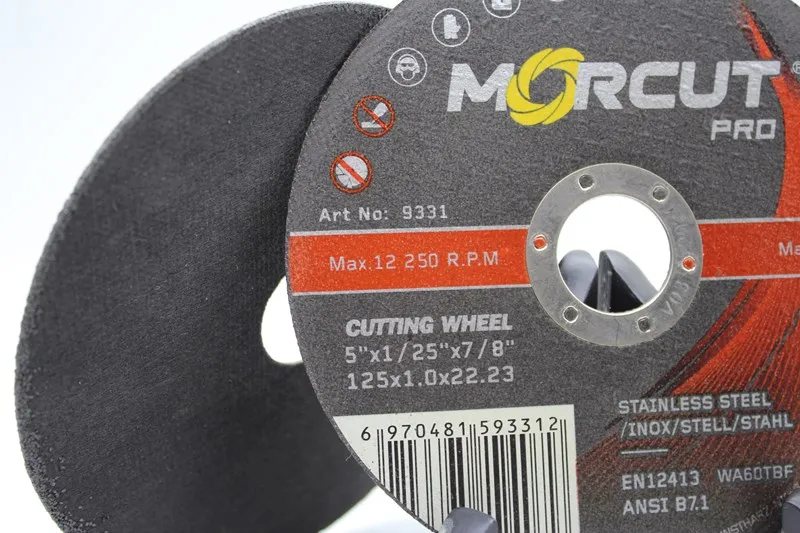 MORCUT ®
PRO
Art No: 9331
Max.12 250 R.P.M
Ma
CUTTING WHEEL
5"x1/25"x7/8"
125x1.0x22.23
STAINLESS STEEL
/INOX/STELL/STAHL
EN12413 WA60TBF
ANSI B7.1
6 970481 593312